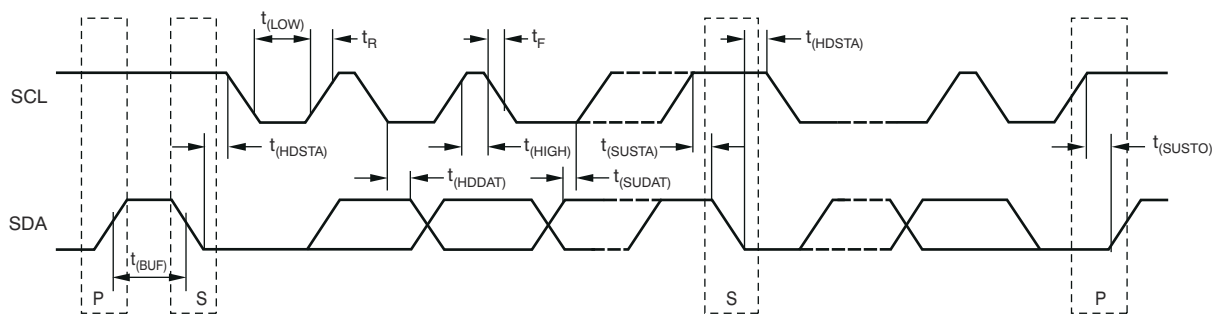 t(LOW)
tR
tF
t(HDSTA)
SCL
t(HDSTA)
t(HIGH)
t(SUSTA)
t(SUSTO)
t(HDDAT)
t(SUDAT)
SDA
t(BUF)
P
S
S
P